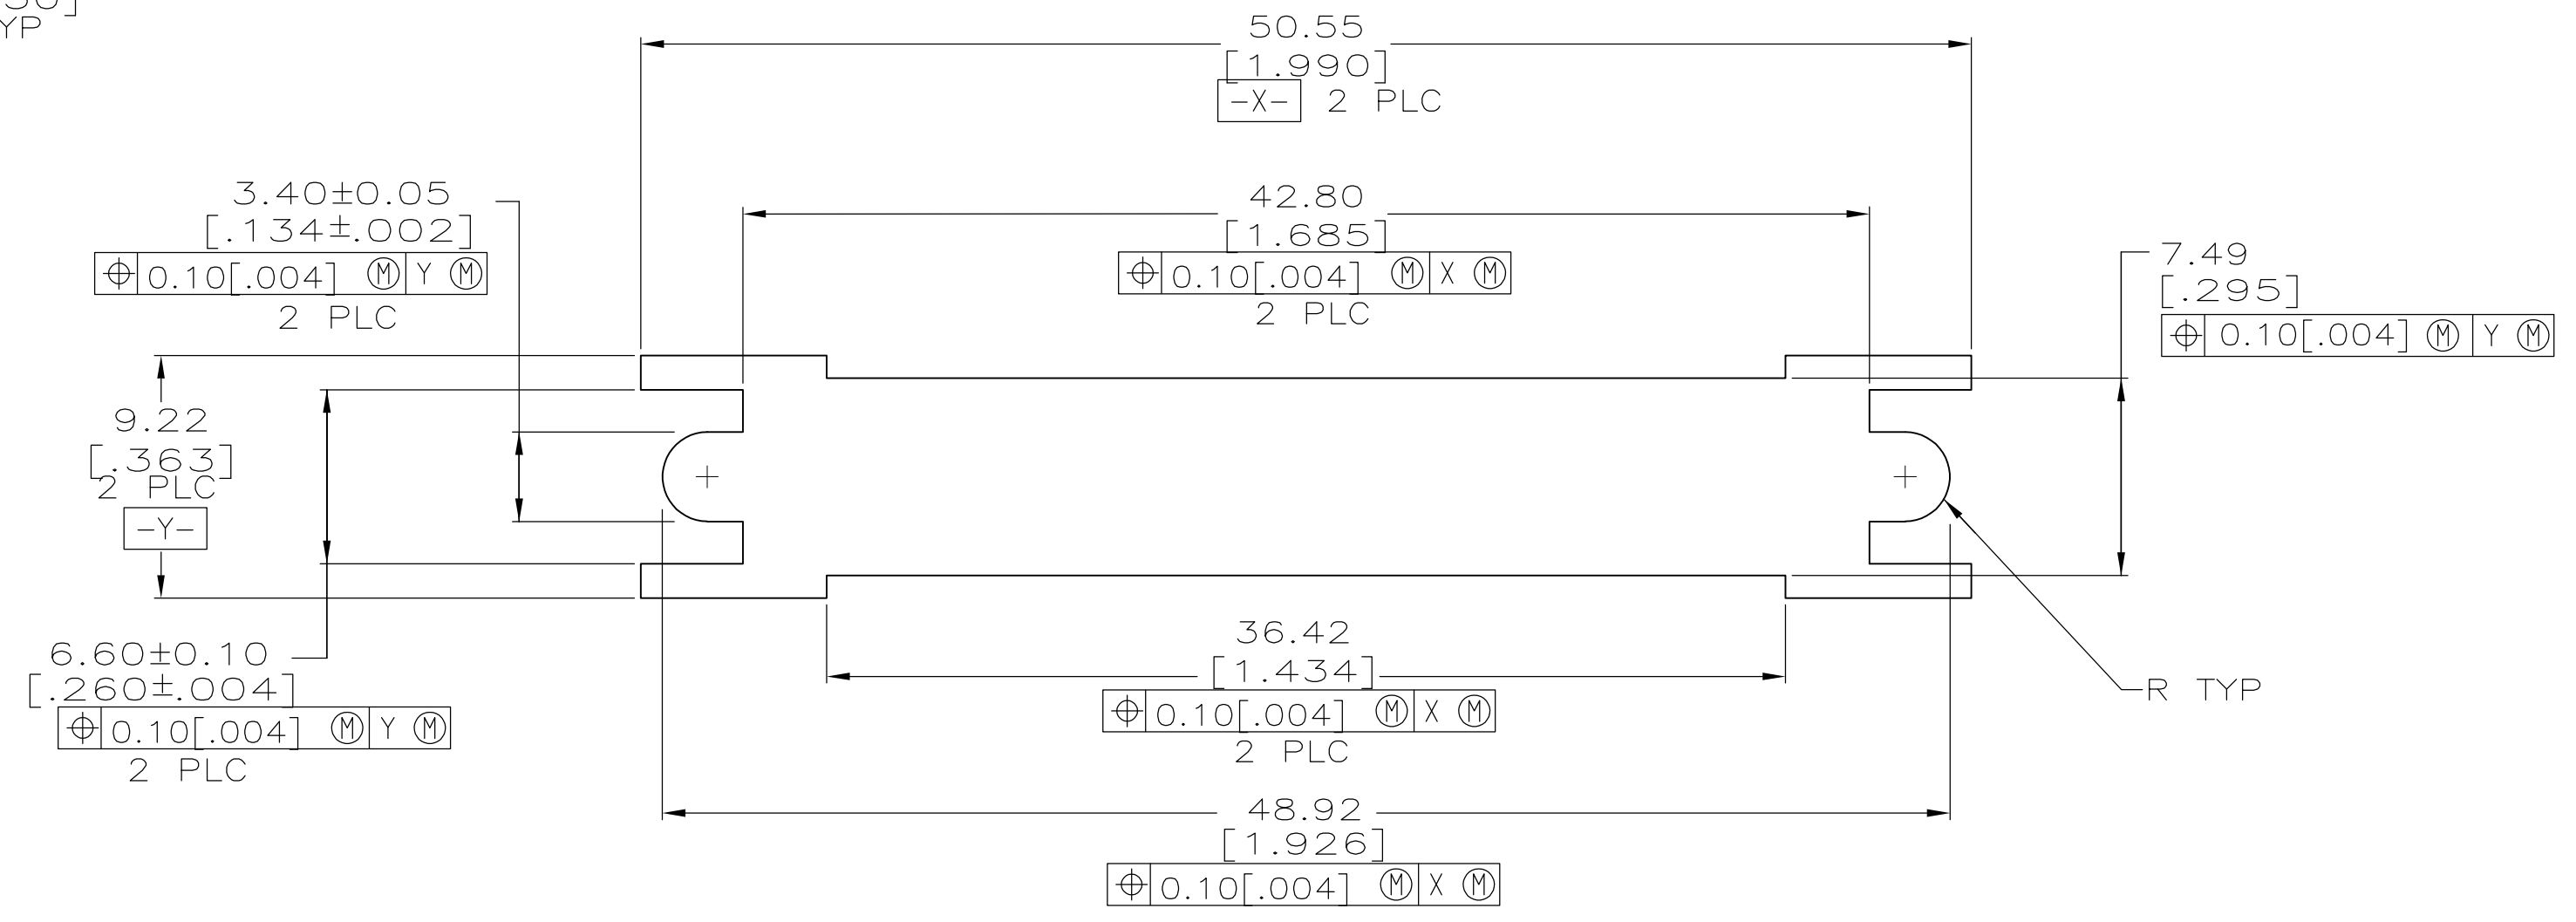 YP
50.55
[1.990]
-X- 2 PLC
3.40±0.05
[.134±.002]
⌖ 0.10[.004] Ⓜ Y Ⓜ
2 PLC
42.80
[1.685]
⌖ 0.10[.004] Ⓜ X Ⓜ
2 PLC
7.49
[.295]
⌖ 0.10[.004] Ⓜ Y Ⓜ
9.22
[.363]
2 PLC
-Y-
6.60±0.10
[.260±.004]
⌖ 0.10[.004] Ⓜ Y Ⓜ
2 PLC
36.42
[1.434]
⌖ 0.10[.004] Ⓜ X Ⓜ
2 PLC
R TYP
48.92
[1.926]
⌖ 0.10[.004] Ⓜ X Ⓜ